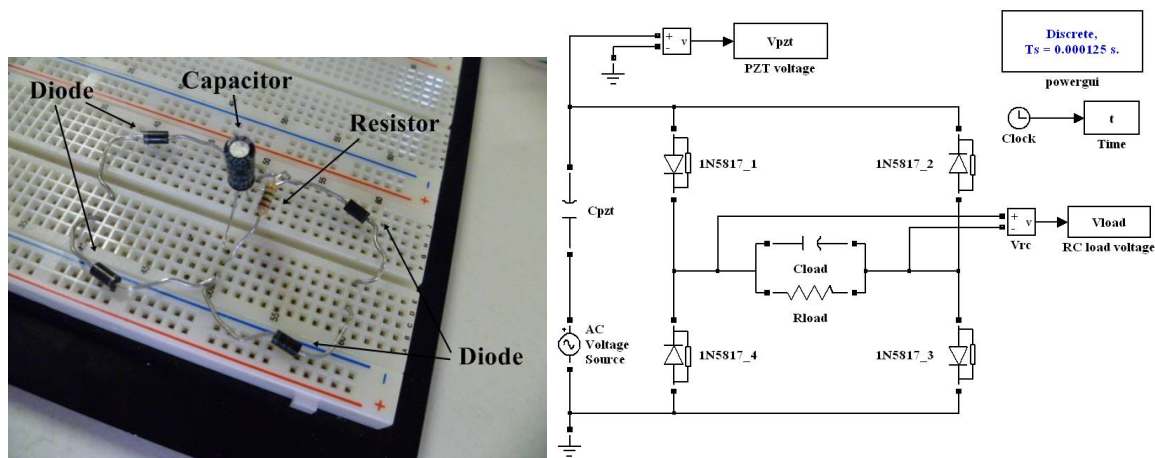 Capacitor
Diode
Resistor
Diode
+
-
v
Vpzt
PZT voltage
Discrete,
Ts = 0.000125 s.
powergui
Clock
t
Time
1N5817_1
1N5817_2
Cpzt
+
-
v
Vrc
Vload
RC load voltage
Cload
Rload
AC
Voltage
Source
1N5817_4
1N5817_3